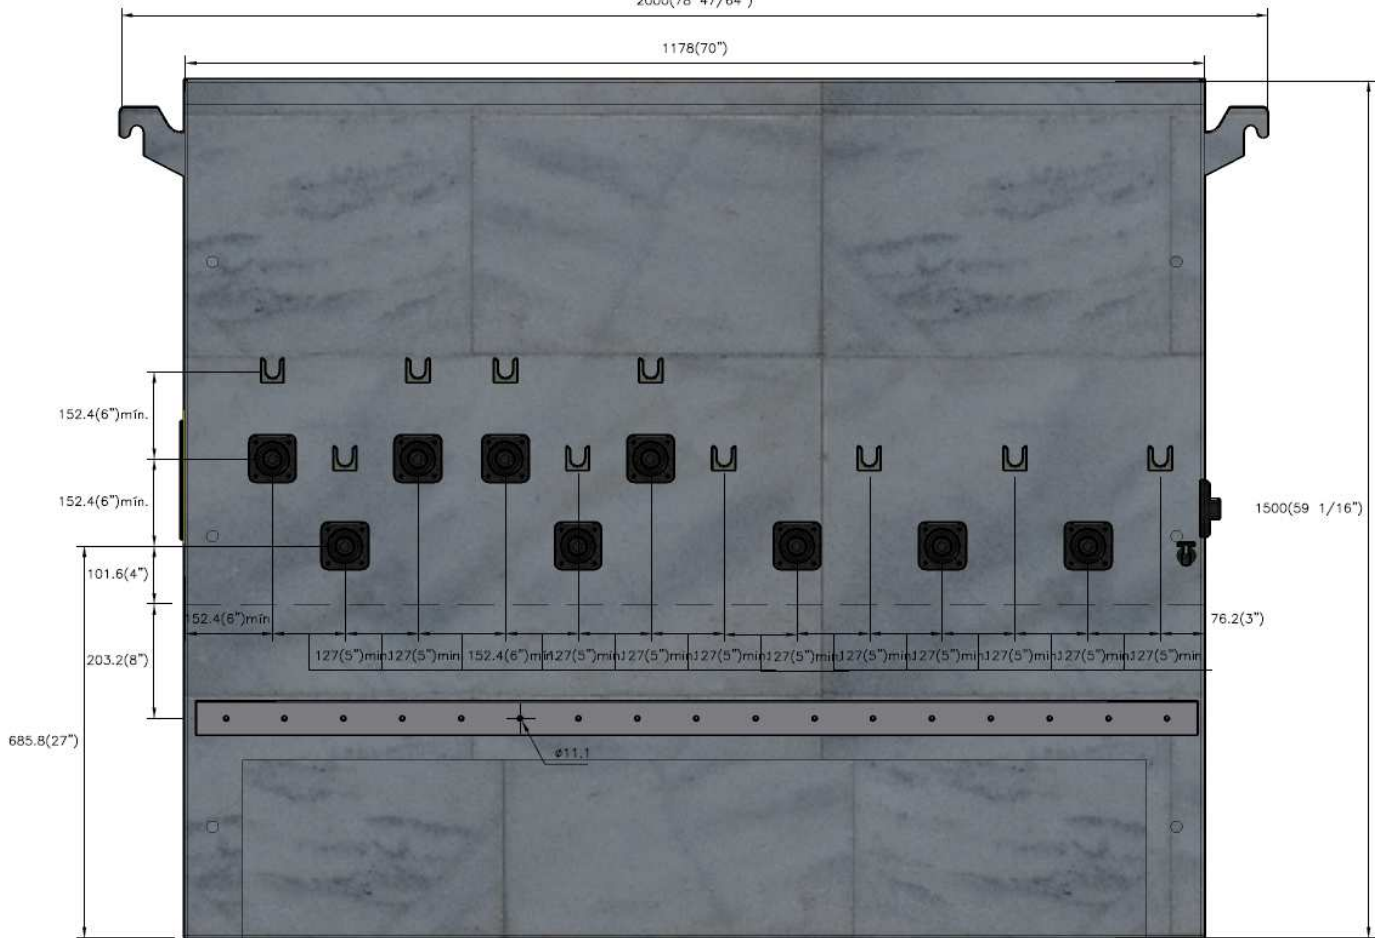 2000(78 47/64")
1178(70")
152.4(6")min.
152.4(6")min.
1500(59 1/16")
101.6(4")
152.4(6")min
76.2(3")
203.2(8")
127(5")min
127(5")min
152.4(6")min
127(5")min
127(5")min
127(5")min
127(5")min
127(5")min
127(5")min
127(5")min
127(5")min
127(5")min
685.8(27")
ø11.1